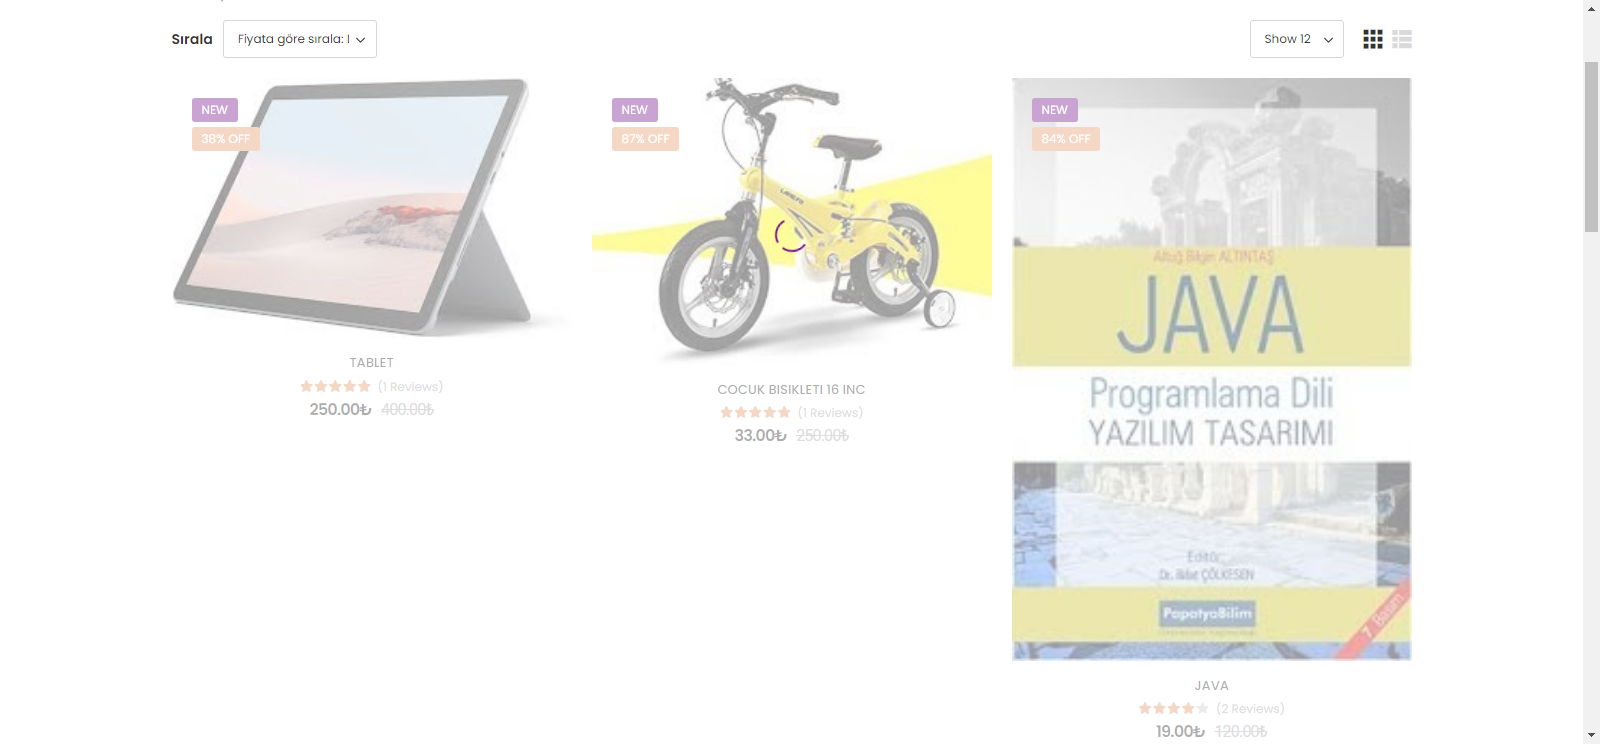 Sırala
Fiyata göre sırala: I
Show 12
NEW
38% OFF
TABLET
(1 Reviews)
250.00₺ 400.00₺
NEW
87% OFF
COCUK BISIKLETI 16 INC
(1 Reviews)
33.00₺ 250.00₺
NEW
84% OFF
Altuğ Bilgin ALTINTAŞ
JAVA
Programlama Dili
YAZILIM TASARIMI
Editör:
Dr. Rifat ÇÖLKESEN
PapatyaBilim
7. Basım
JAVA
(2 Reviews)
19.00₺ 120.00₺